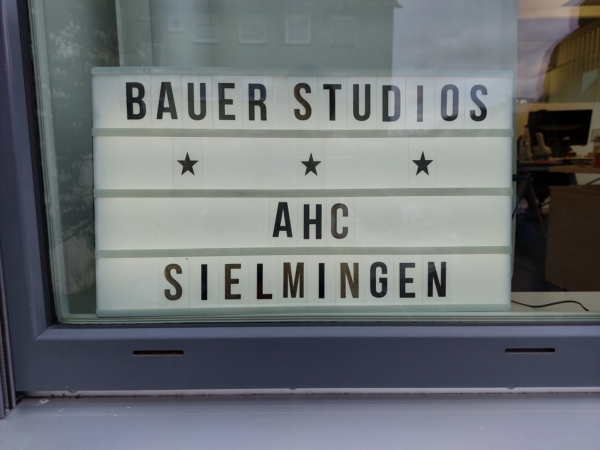 BAUER STUDIOS
★ ★ ★
AHC
SIELMINGEN